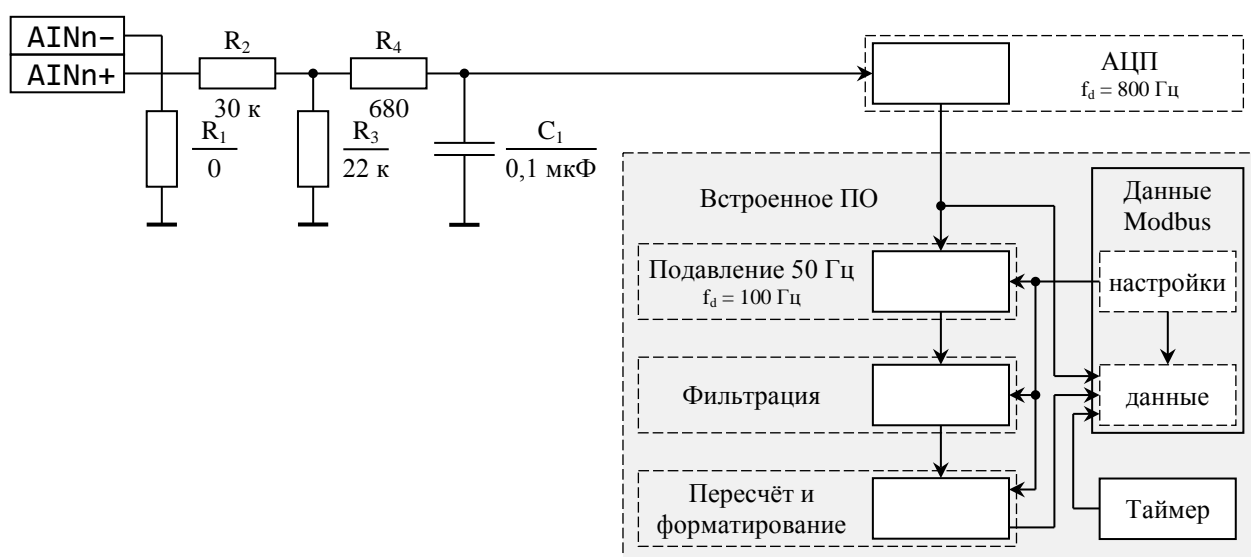 AINn-
AINn+
R2
30 к
R4
680
R1
0
R3
22 к
C1
0,1 мкФ
АЦП
fd = 800 Гц
Встроенное ПО
Данные
Modbus
Подавление 50 Гц
fd = 100 Гц
настройки
Фильтрация
данные
Пересчёт и
форматирование
Таймер